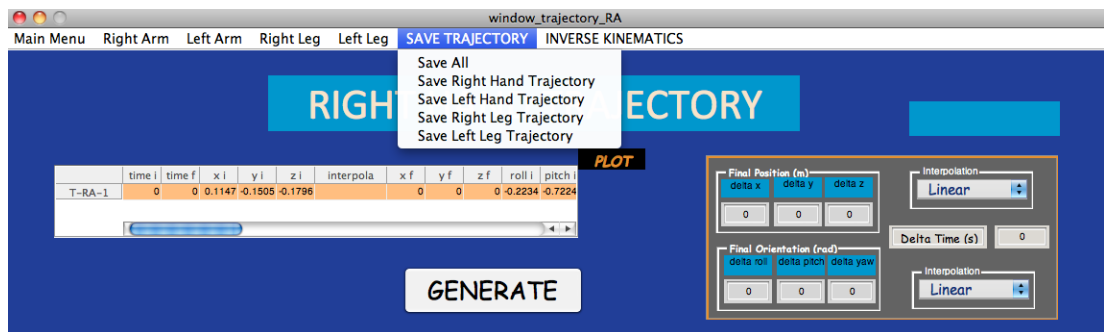 window_trajectory_RA
Main Menu Right Arm Left Arm Right Leg Left Leg SAVE TRAJECTORY INVERSE KINEMATICS
Save All
Save Right Hand Trajectory
Save Left Hand Trajectory
Save Right Leg Trajectory
Save Left Leg Trajectory
RIGH ECTORY
PLOT
time i time f x i y i z i interpola x f y f z f roll i pitch i
T-RA-1 0 0 0.1147 -0.1505 -0.1796 0 0 0 -0.2234 -0.7224
GENERATE
Final Position (m)
delta x delta y delta z
0 0 0
Interpolation
Linear
Delta Time (s) 0
Final Orientation (rad)
delta roll delta pitch delta yaw
0 0 0
Interpolation
Linear